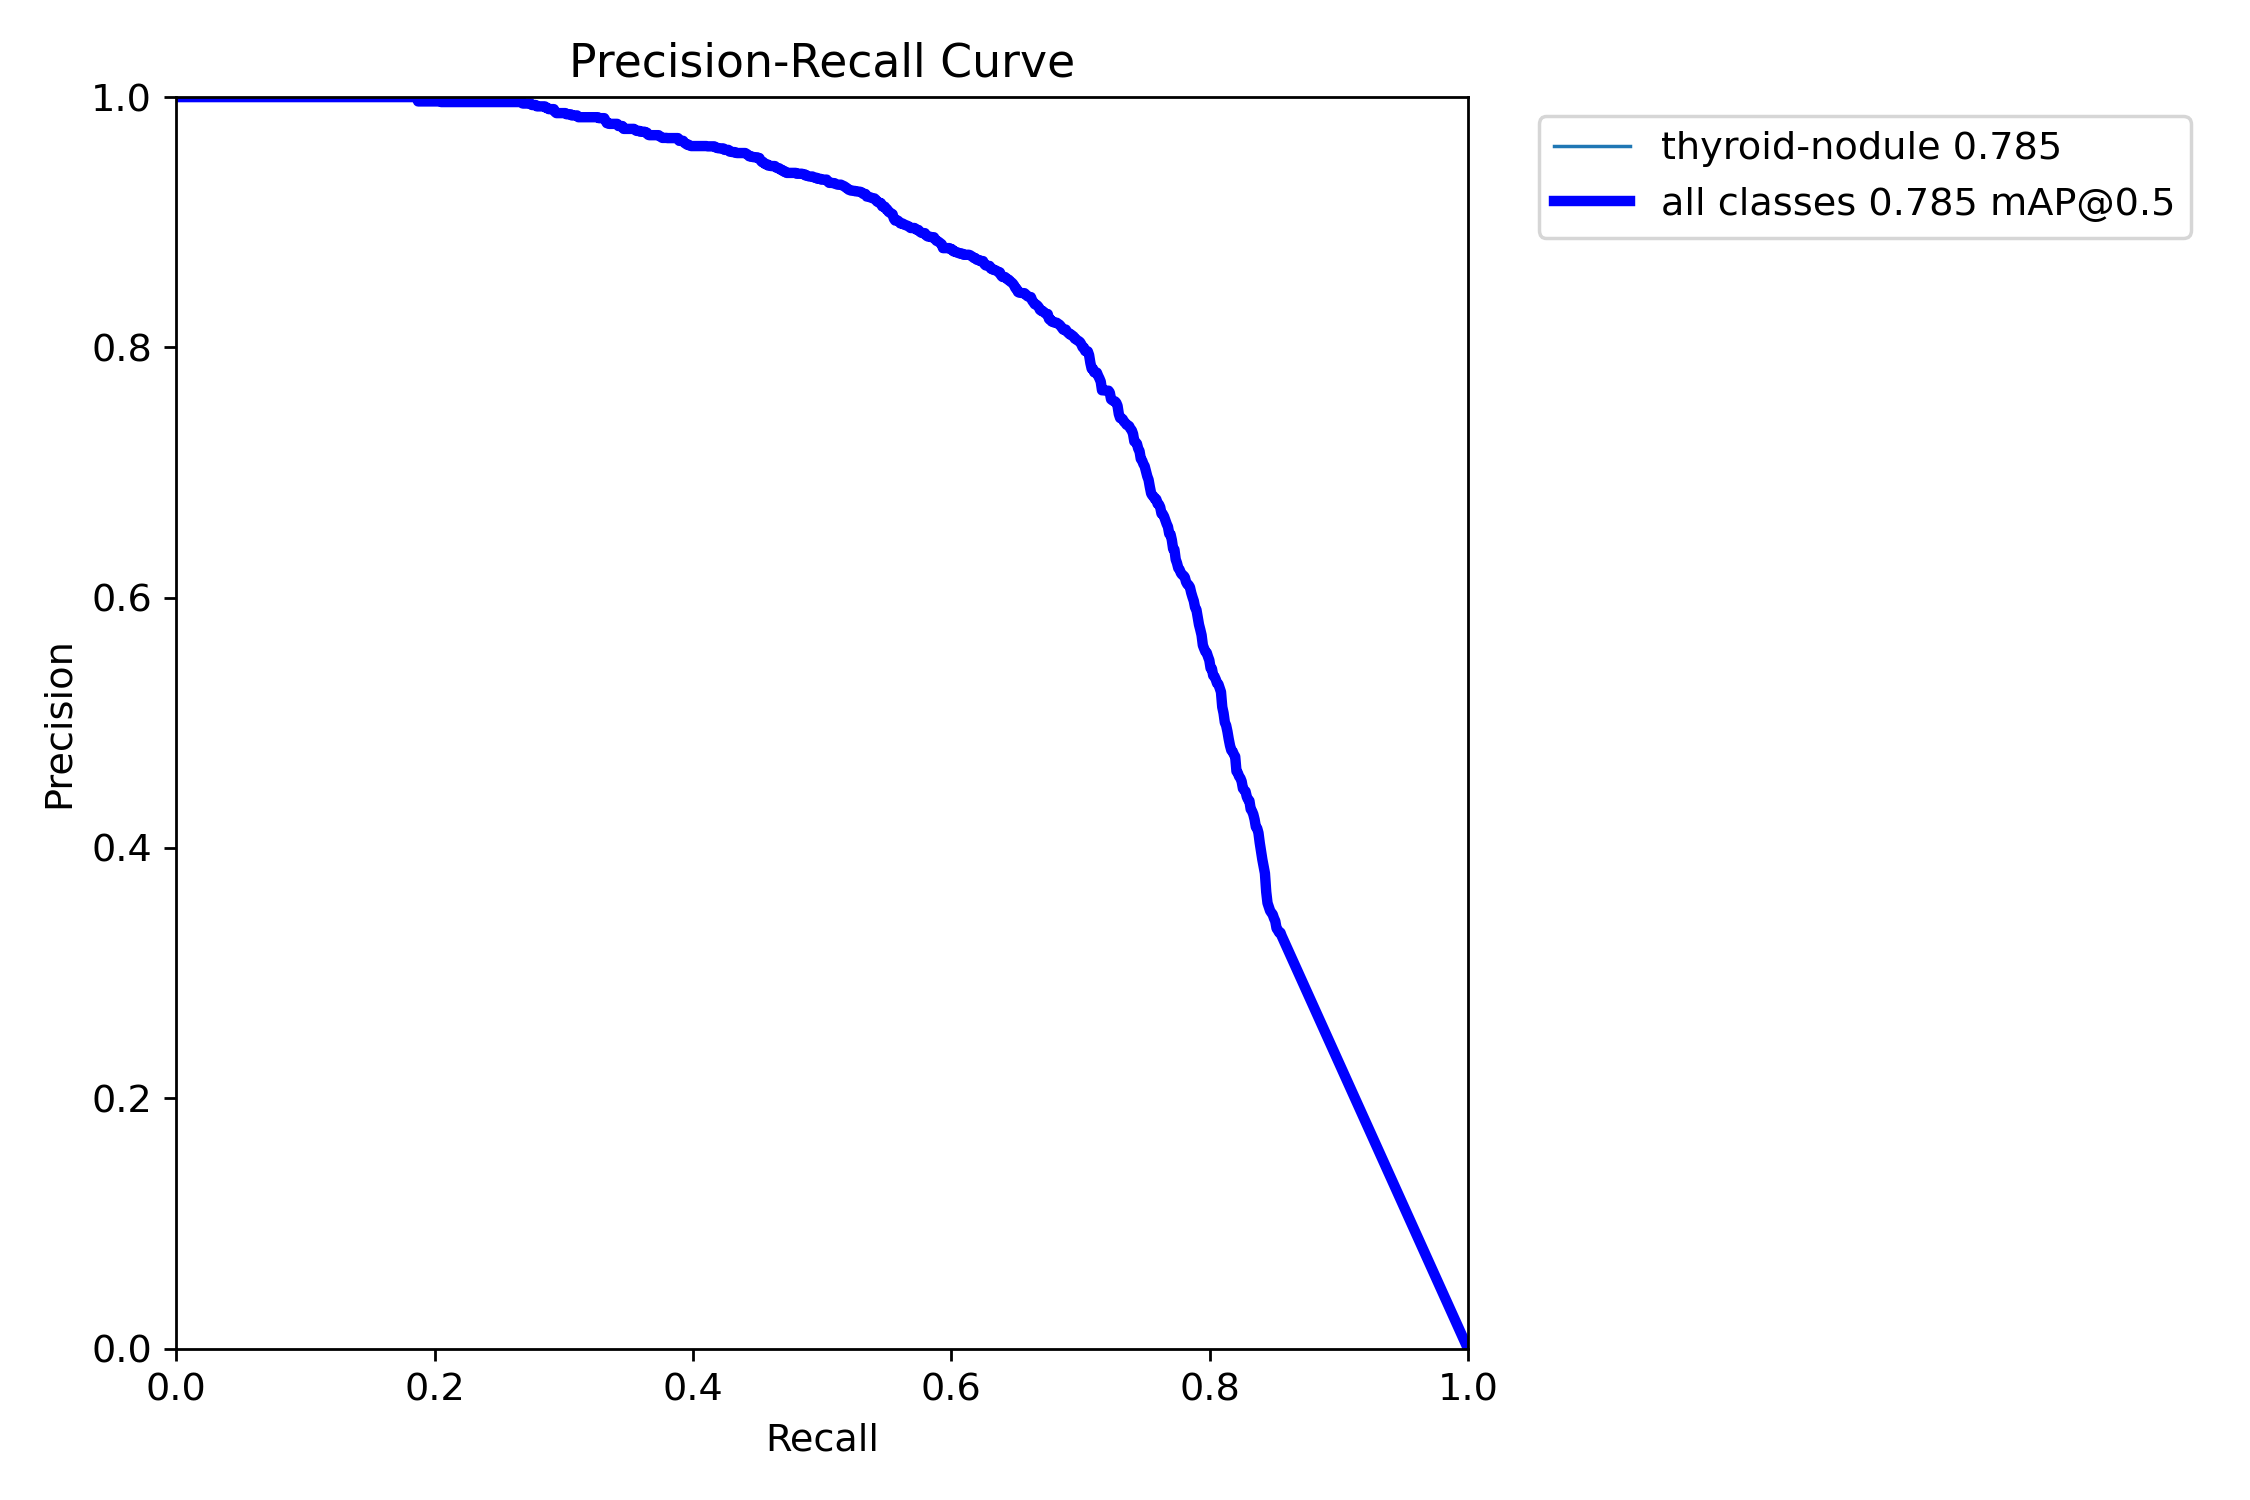 Precision-Recall Curve
thyroid-nodule 0.785
all classes 0.785 mAP@0.5
Precision
1.0
0.8
0.6
0.4
0.2
0.0
0.0 0.2 0.4 0.6 0.8 1.0
Recall